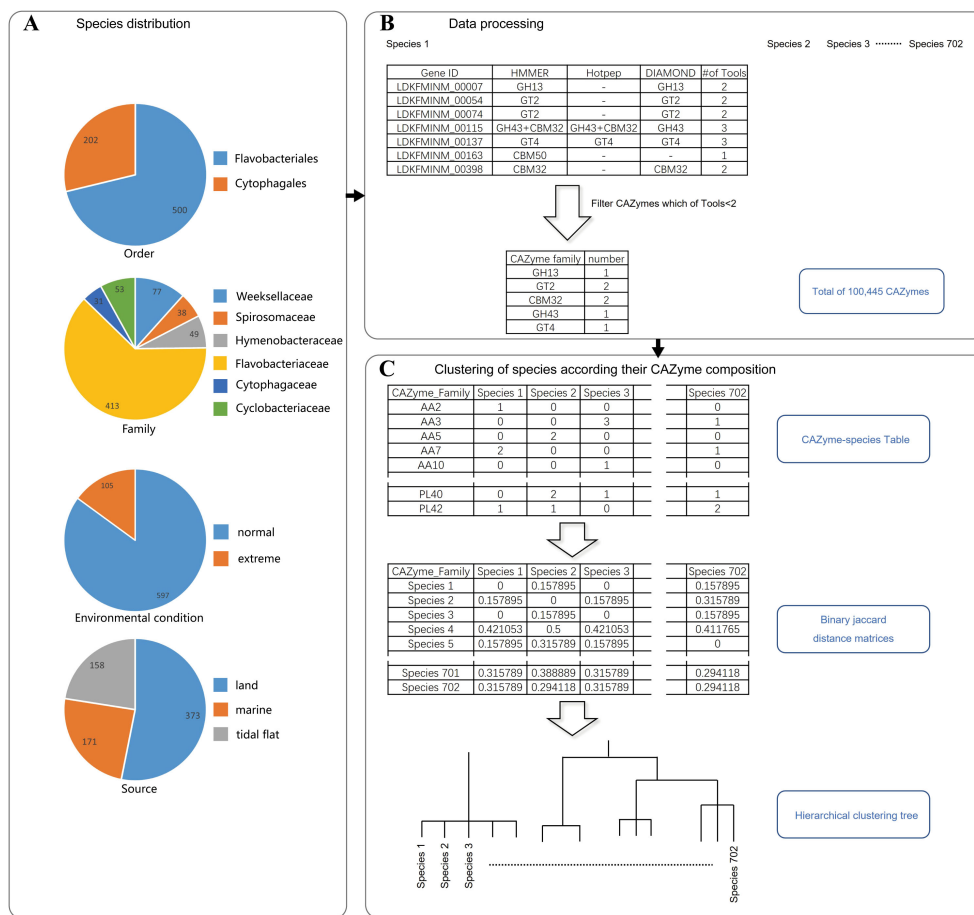 A Species distribution
202
500
Flavobacteriales
Cytophagales
Order
53
77
38
49
413
Weeksellaceae
Spirosomaceae
Hymenobacteraceae
Flavobacteriaceae
Cytophagaceae
Cyclobacteriaceae
Family
105
597
normal
extreme
Environmental condition
158
373
171
land
marine
tidal flat
Source
B Data processing
Species 1 Species 2 Species 3 ········ Species 702
Gene ID HMMER Hotpep DIAMOND #of Tools
LDKFMINM_00007 GH13 - GH13 2
LDKFMINM_00054 GT2 - GT2 2
LDKFMINM_00074 GT2 - GT2 2
LDKFMINM_00115 GH43+CBM32 GH43+CBM32 GH43 3
LDKFMINM_00137 GT4 GT4 GT4 3
LDKFMINM_00163 CBM50 - - 1
LDKFMINM_00398 CBM32 - CBM32 2
Filter CAZymes which of Tools<2
CAZyme family number
GH13 1
GT2 2
CBM32 2
GH43 1
GT4 1
Total of 100,445 CAZymes
C Clustering of species according their CAZyme composition
CAZyme_Family Species 1 Species 2 Species 3 Species 702
AA2 1 0 0 0
AA3 0 0 3 1
AA5 0 2 0 0
AA7 2 0 0 1
AA10 0 0 1 0
PL40 0 2 1 1
PL42 1 1 0 2
CAZyme-species Table
CAZyme_Family Species 1 Species 2 Species 3 Species 702
Species 1 0 0.157895 0 0.157895
Species 2 0.157895 0 0.157895 0.315789
Species 3 0 0.157895 0 0.157895
Species 4 0.421053 0.5 0.421053 0.411765
Species 5 0.157895 0.315789 0.157895 0
Species 701 0.315789 0.388889 0.315789 0.294118
Species 702 0.315789 0.294118 0.315789 0.294118
Binary jaccard
distance matrices
Hierarchical clustering tree
Species 1
Species 2
Species 3
Species 702